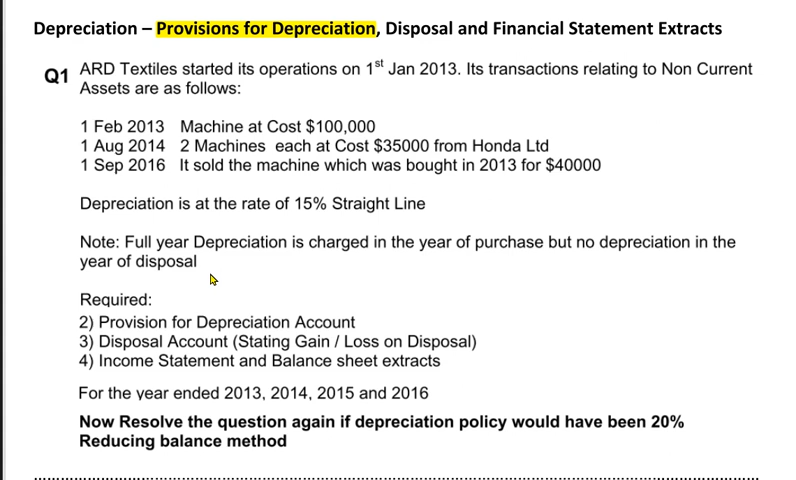 Depreciation – Provisions for Depreciation, Disposal and Financial Statement Extracts
Q1 ARD Textiles started its operations on 1st Jan 2013. Its transactions relating to Non Current
Assets are as follows:
1 Feb 2013 Machine at Cost $100,000
1 Aug 2014 2 Machines each at Cost $35000 from Honda Ltd
1 Sep 2016 It sold the machine which was bought in 2013 for $40000
Depreciation is at the rate of 15% Straight Line
Note: Full year Depreciation is charged in the year of purchase but no depreciation in the
year of disposal
Required:
2) Provision for Depreciation Account
3) Disposal Account (Stating Gain / Loss on Disposal)
4) Income Statement and Balance sheet extracts
For the year ended 2013, 2014, 2015 and 2016
Now Resolve the question again if depreciation policy would have been 20%
Reducing balance method